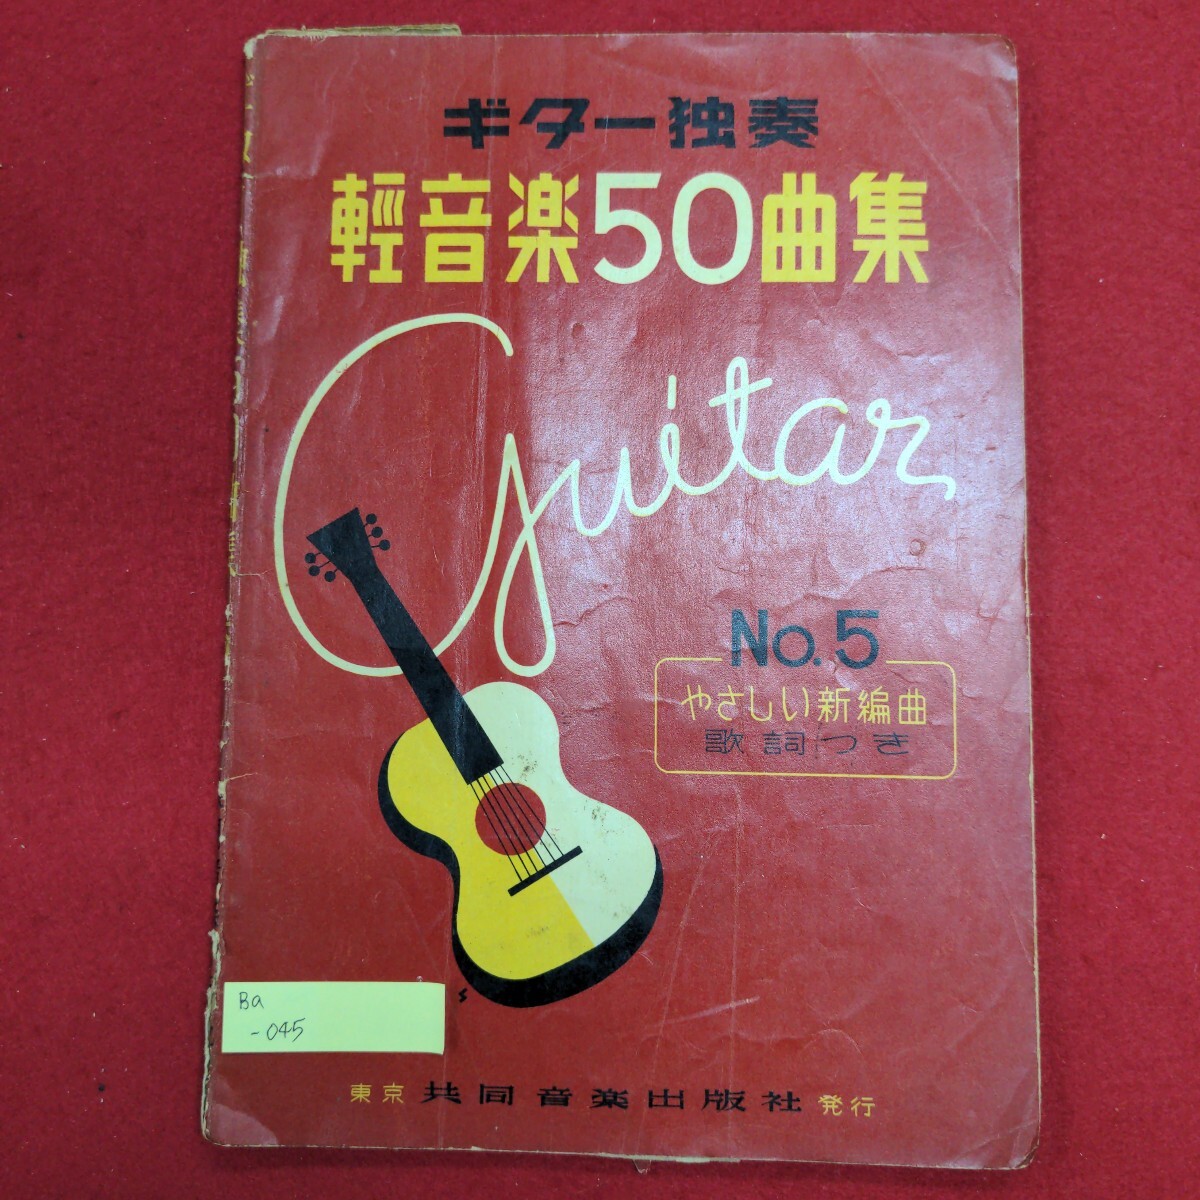 ギター独奏
輕音楽50曲集
Guitar
No.5
やさしい新編曲
歌詞つき
Ba
-045
東京 共同音楽出版社 発行